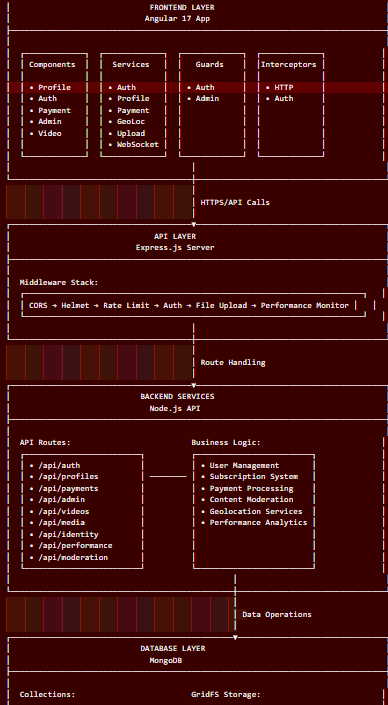 FRONTEND LAYER
Angular 17 App
Components Services Guards Interceptors
• Profile • Auth • Auth • HTTP
• Auth • Profile • Admin • Auth
• Payment • Payment
• Admin • GeoLoc
• Video • Upload
• WebSocket
HTTPS/API Calls
API LAYER
Express.js Server
Middleware Stack:
CORS → Helmet → Rate Limit → Auth → File Upload → Performance Monitor
Route Handling
BACKEND SERVICES
Node.js API
API Routes: Business Logic:
• /api/auth • User Management
• /api/profiles • Subscription System
• /api/payments • Payment Processing
• /api/admin • Content Moderation
• /api/videos • Geolocation Services
• /api/media • Performance Analytics
• /api/identity
• /api/performance
• /api/moderation
Data Operations
DATABASE LAYER
MongoDB
Collections: GridFS Storage: